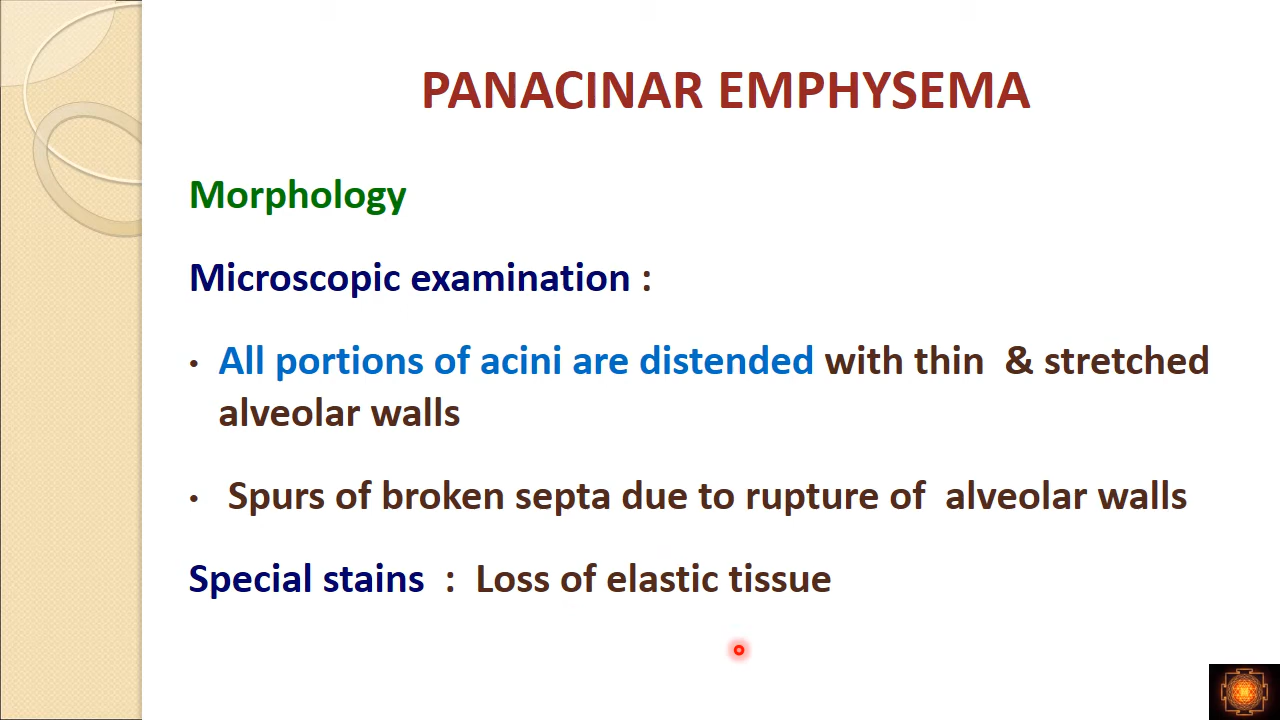 PANACINAR EMPHYSEMA
Morphology
Microscopic examination :
• All portions of acini are distended with thin & stretched
alveolar walls
• Spurs of broken septa due to rupture of alveolar walls
Special stains : Loss of elastic tissue